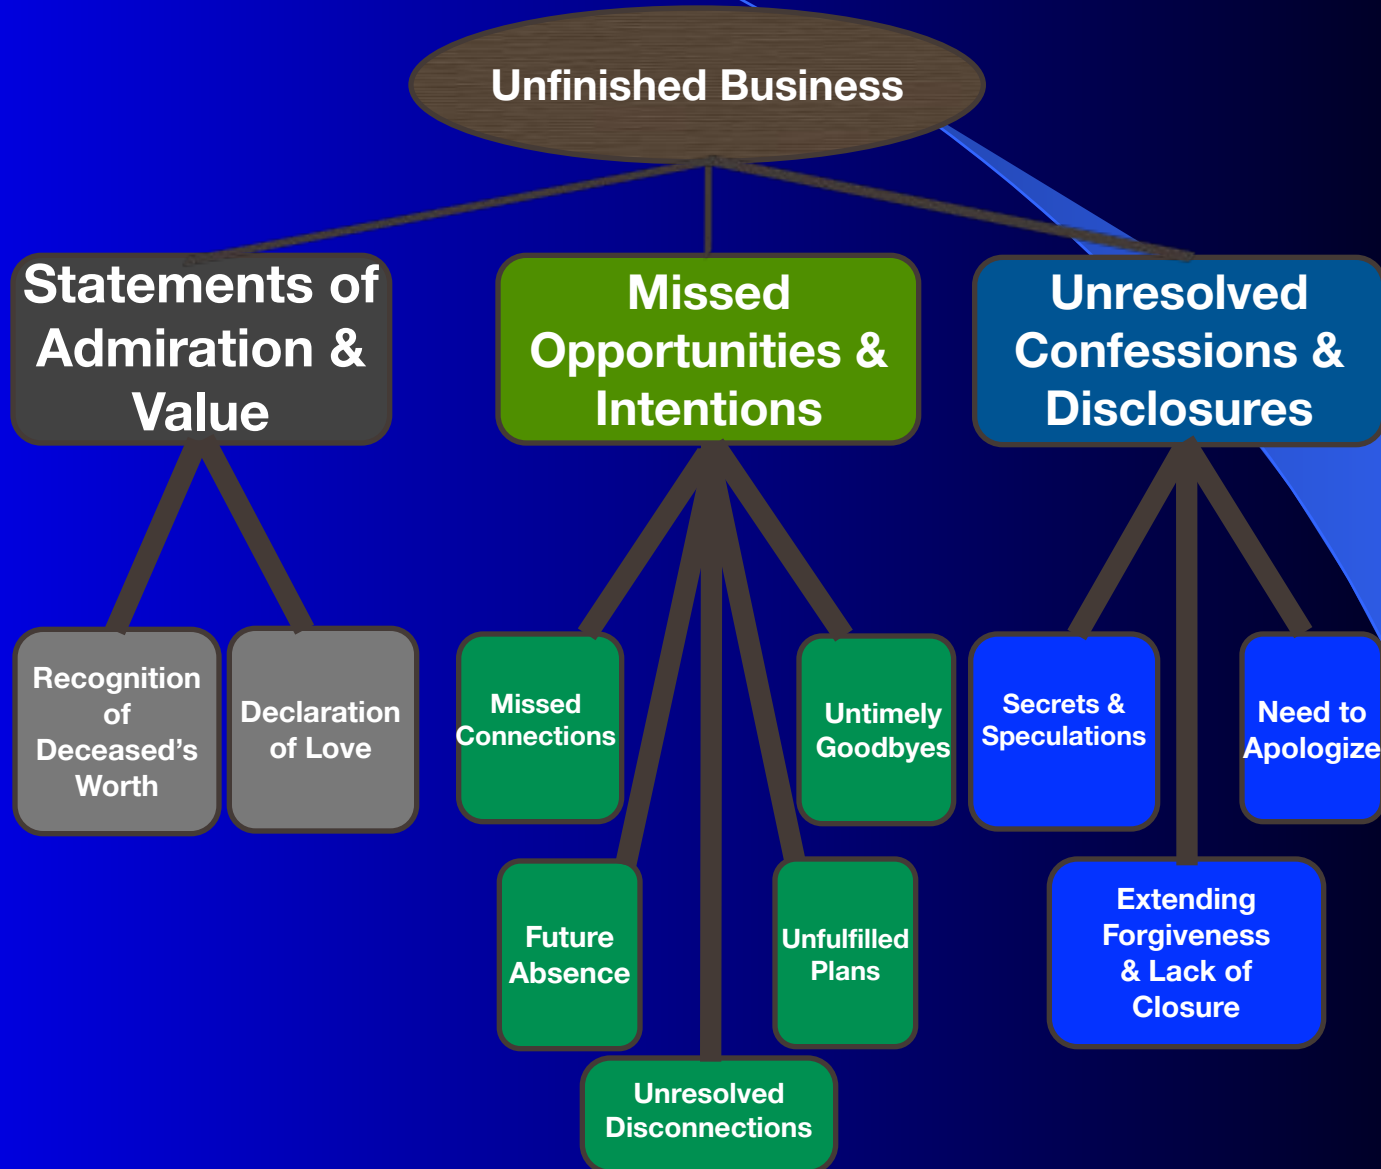 Unfinished Business
Statements of
Admiration &
Value
Missed
Opportunities &
Intentions
Unresolved
Confessions &
Disclosures
Recognition
of
Deceased’s
Worth
Declaration
of Love
Missed
Connections
Untimely
Goodbyes
Secrets &
Speculations
Need to
Apologize
Future
Absence
Unfulfilled
Plans
Extending
Forgiveness
& Lack of
Closure
Unresolved
Disconnections